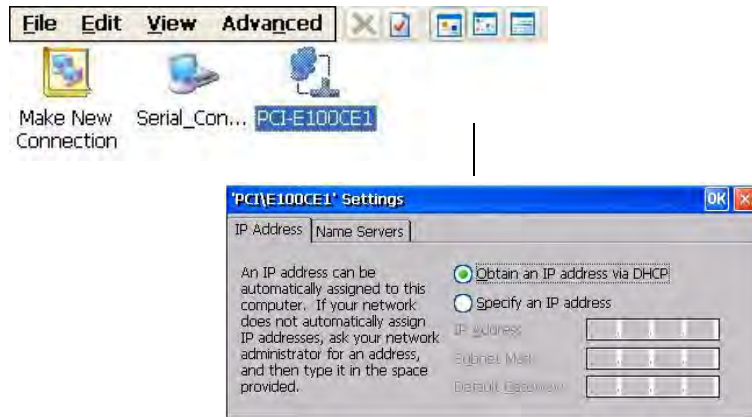 File Edit View Advanced
Make New Connection
Serial_Con...
PCI-E100CE1
'PCI\E100CE1' Settings
OK
IP Address
Name Servers
An IP address can be
automatically assigned to this
computer. If your network
does not automatically assign
IP addresses, ask your network
administrator for an address,
and then type it in the space
provided.
Obtain an IP address via DHCP
Specify an IP address
IP Address
Subnet Mask
Default Gateway